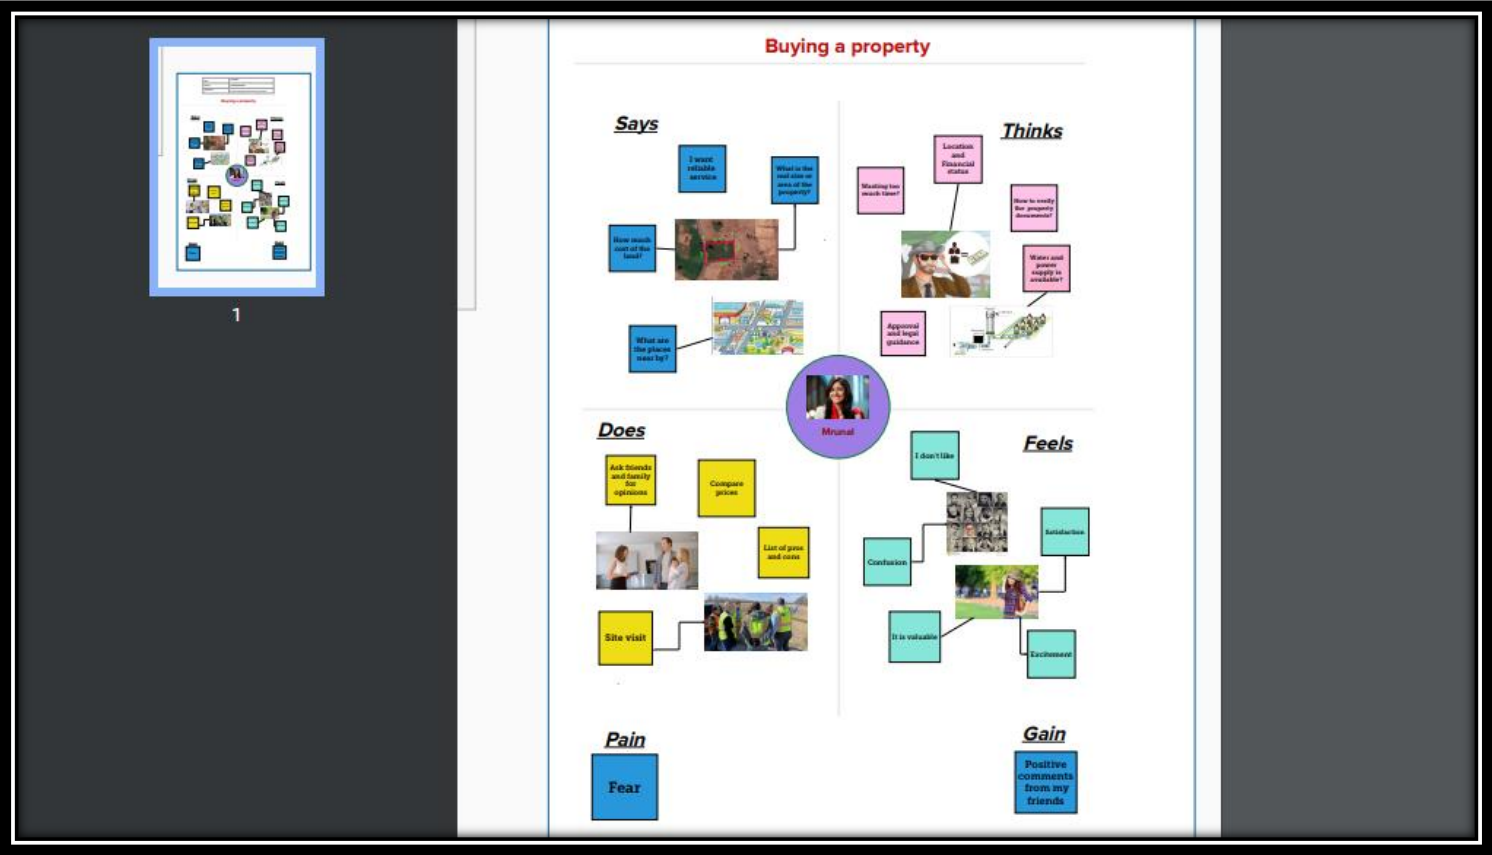 Buying a property
Says
I want
reliable
service
What is the
real size or
area of the
property?
How much
cost of the
land?
What are
the places
near by?
Thinks
Location
and
Financial
status
Wasting too
much time?
How to verify
the property
documents?
Water and
power
supply is
available?
Approval
and legal
guidance
Mrunal
Does
Ask friends
and family
for
opinions
Compare
prices
List of pros
and cons
Site visit
Feels
I don't like
Satisfaction
Confusion
It is valuable
Excitement
Pain
Fear
Gain
Positive
comments
from my
friends
1